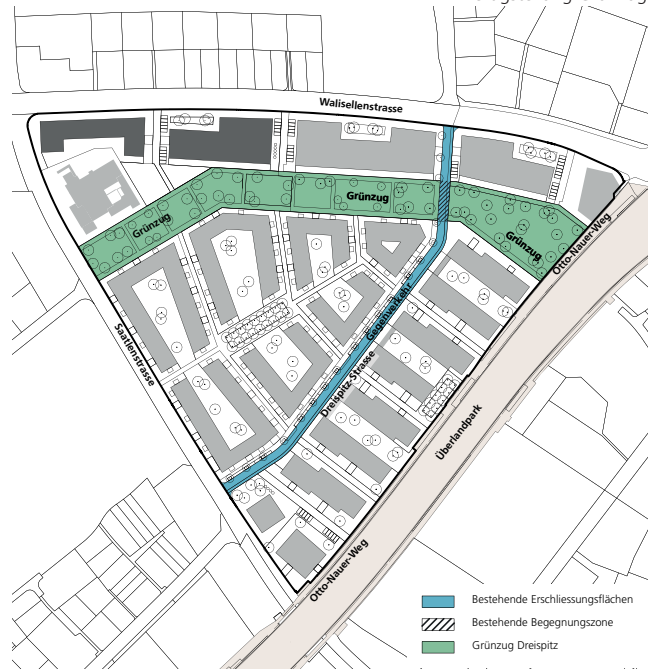 Walisellenstrasse
Grünzug
Grünzug
Grünzug
Otto-Nauer-Weg
Gegenverkehr
Saatlenstrasse
Dreispitz-Strasse
Überlandpark
Otto-Nauer-Weg
Bestehende Erschliessungsflächen
Bestehende Begegnungszone
Grünzug Dreispitz